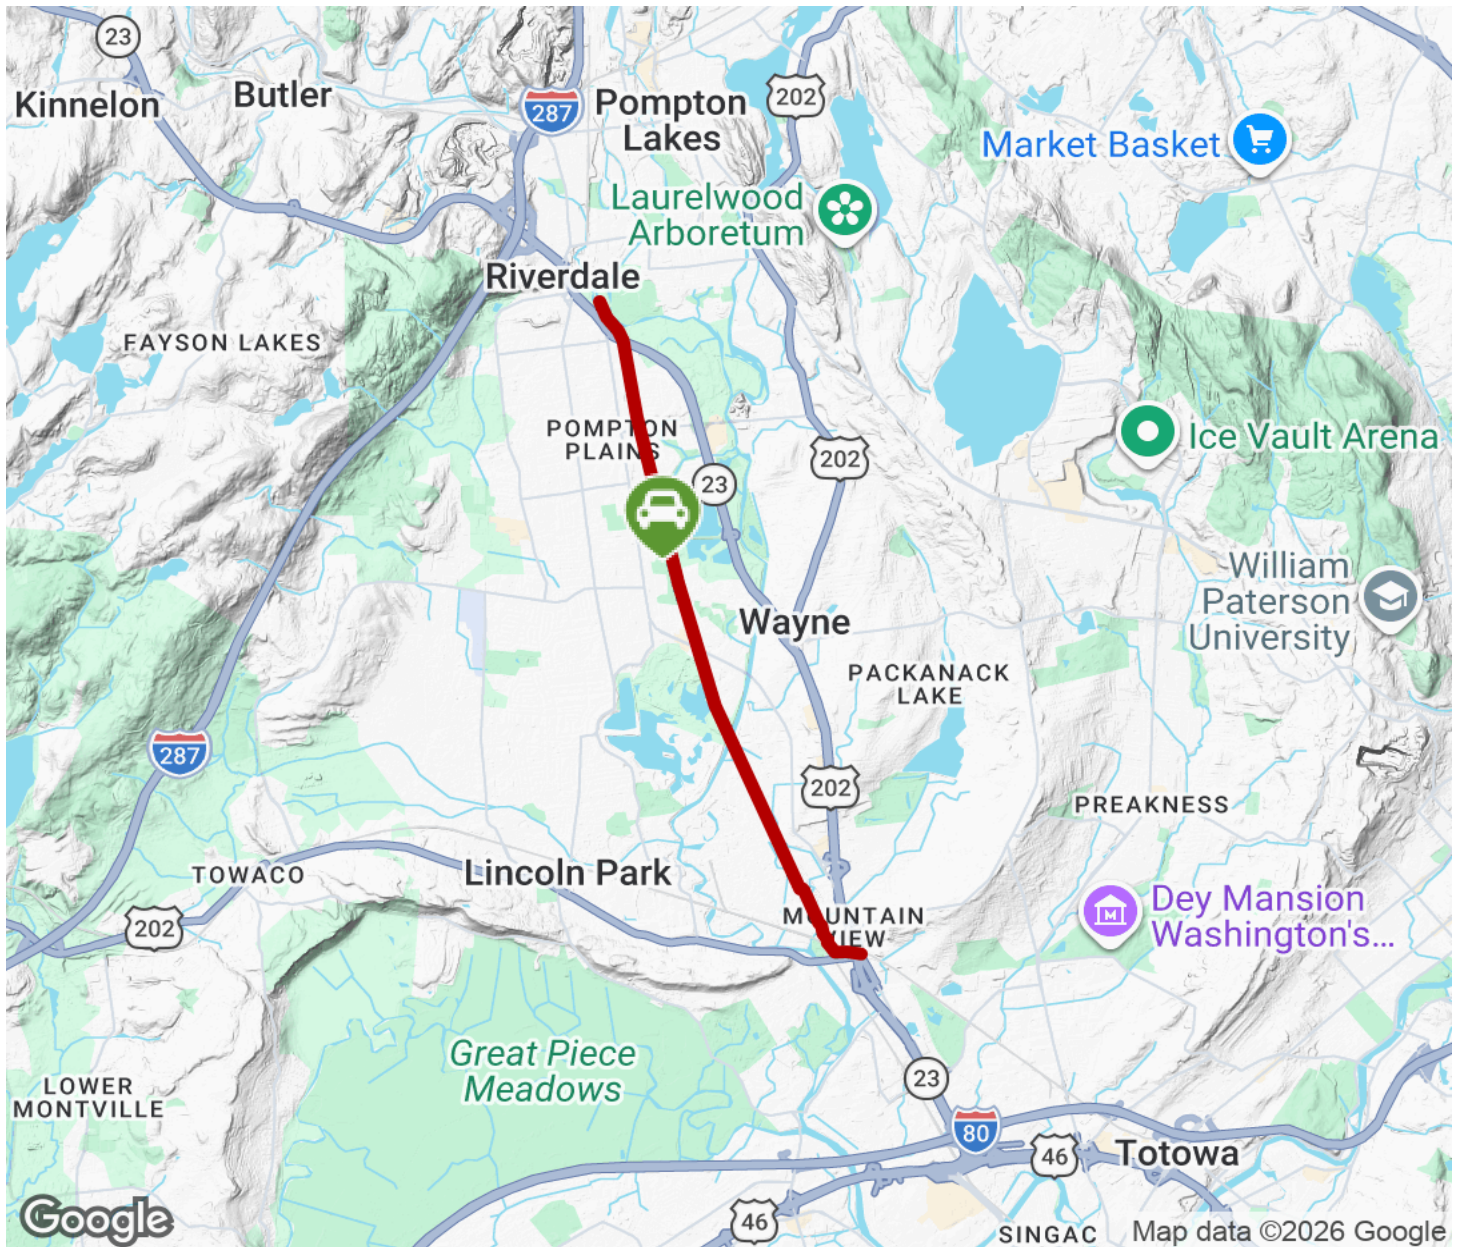 23
Kinnelon
Butler
287
Pompton
Lakes
202
Market Basket
Laurelwood
Arboretum
Riverdale
FAYSON LAKES
POMPTON
PLAINS
23
202
Ice Vault Arena
William
Paterson
University
Wayne
PACKANACK
LAKE
287
202
PREAKNESS
TOWACO
Lincoln Park
202
MOUNTAIN
VIEW
Dey Mansion
Washington's...
Great Piece
Meadows
LOWER
MONTVILLE
23
80
46
Totowa
46
SINGAC
Google
Map data ©2026 Google